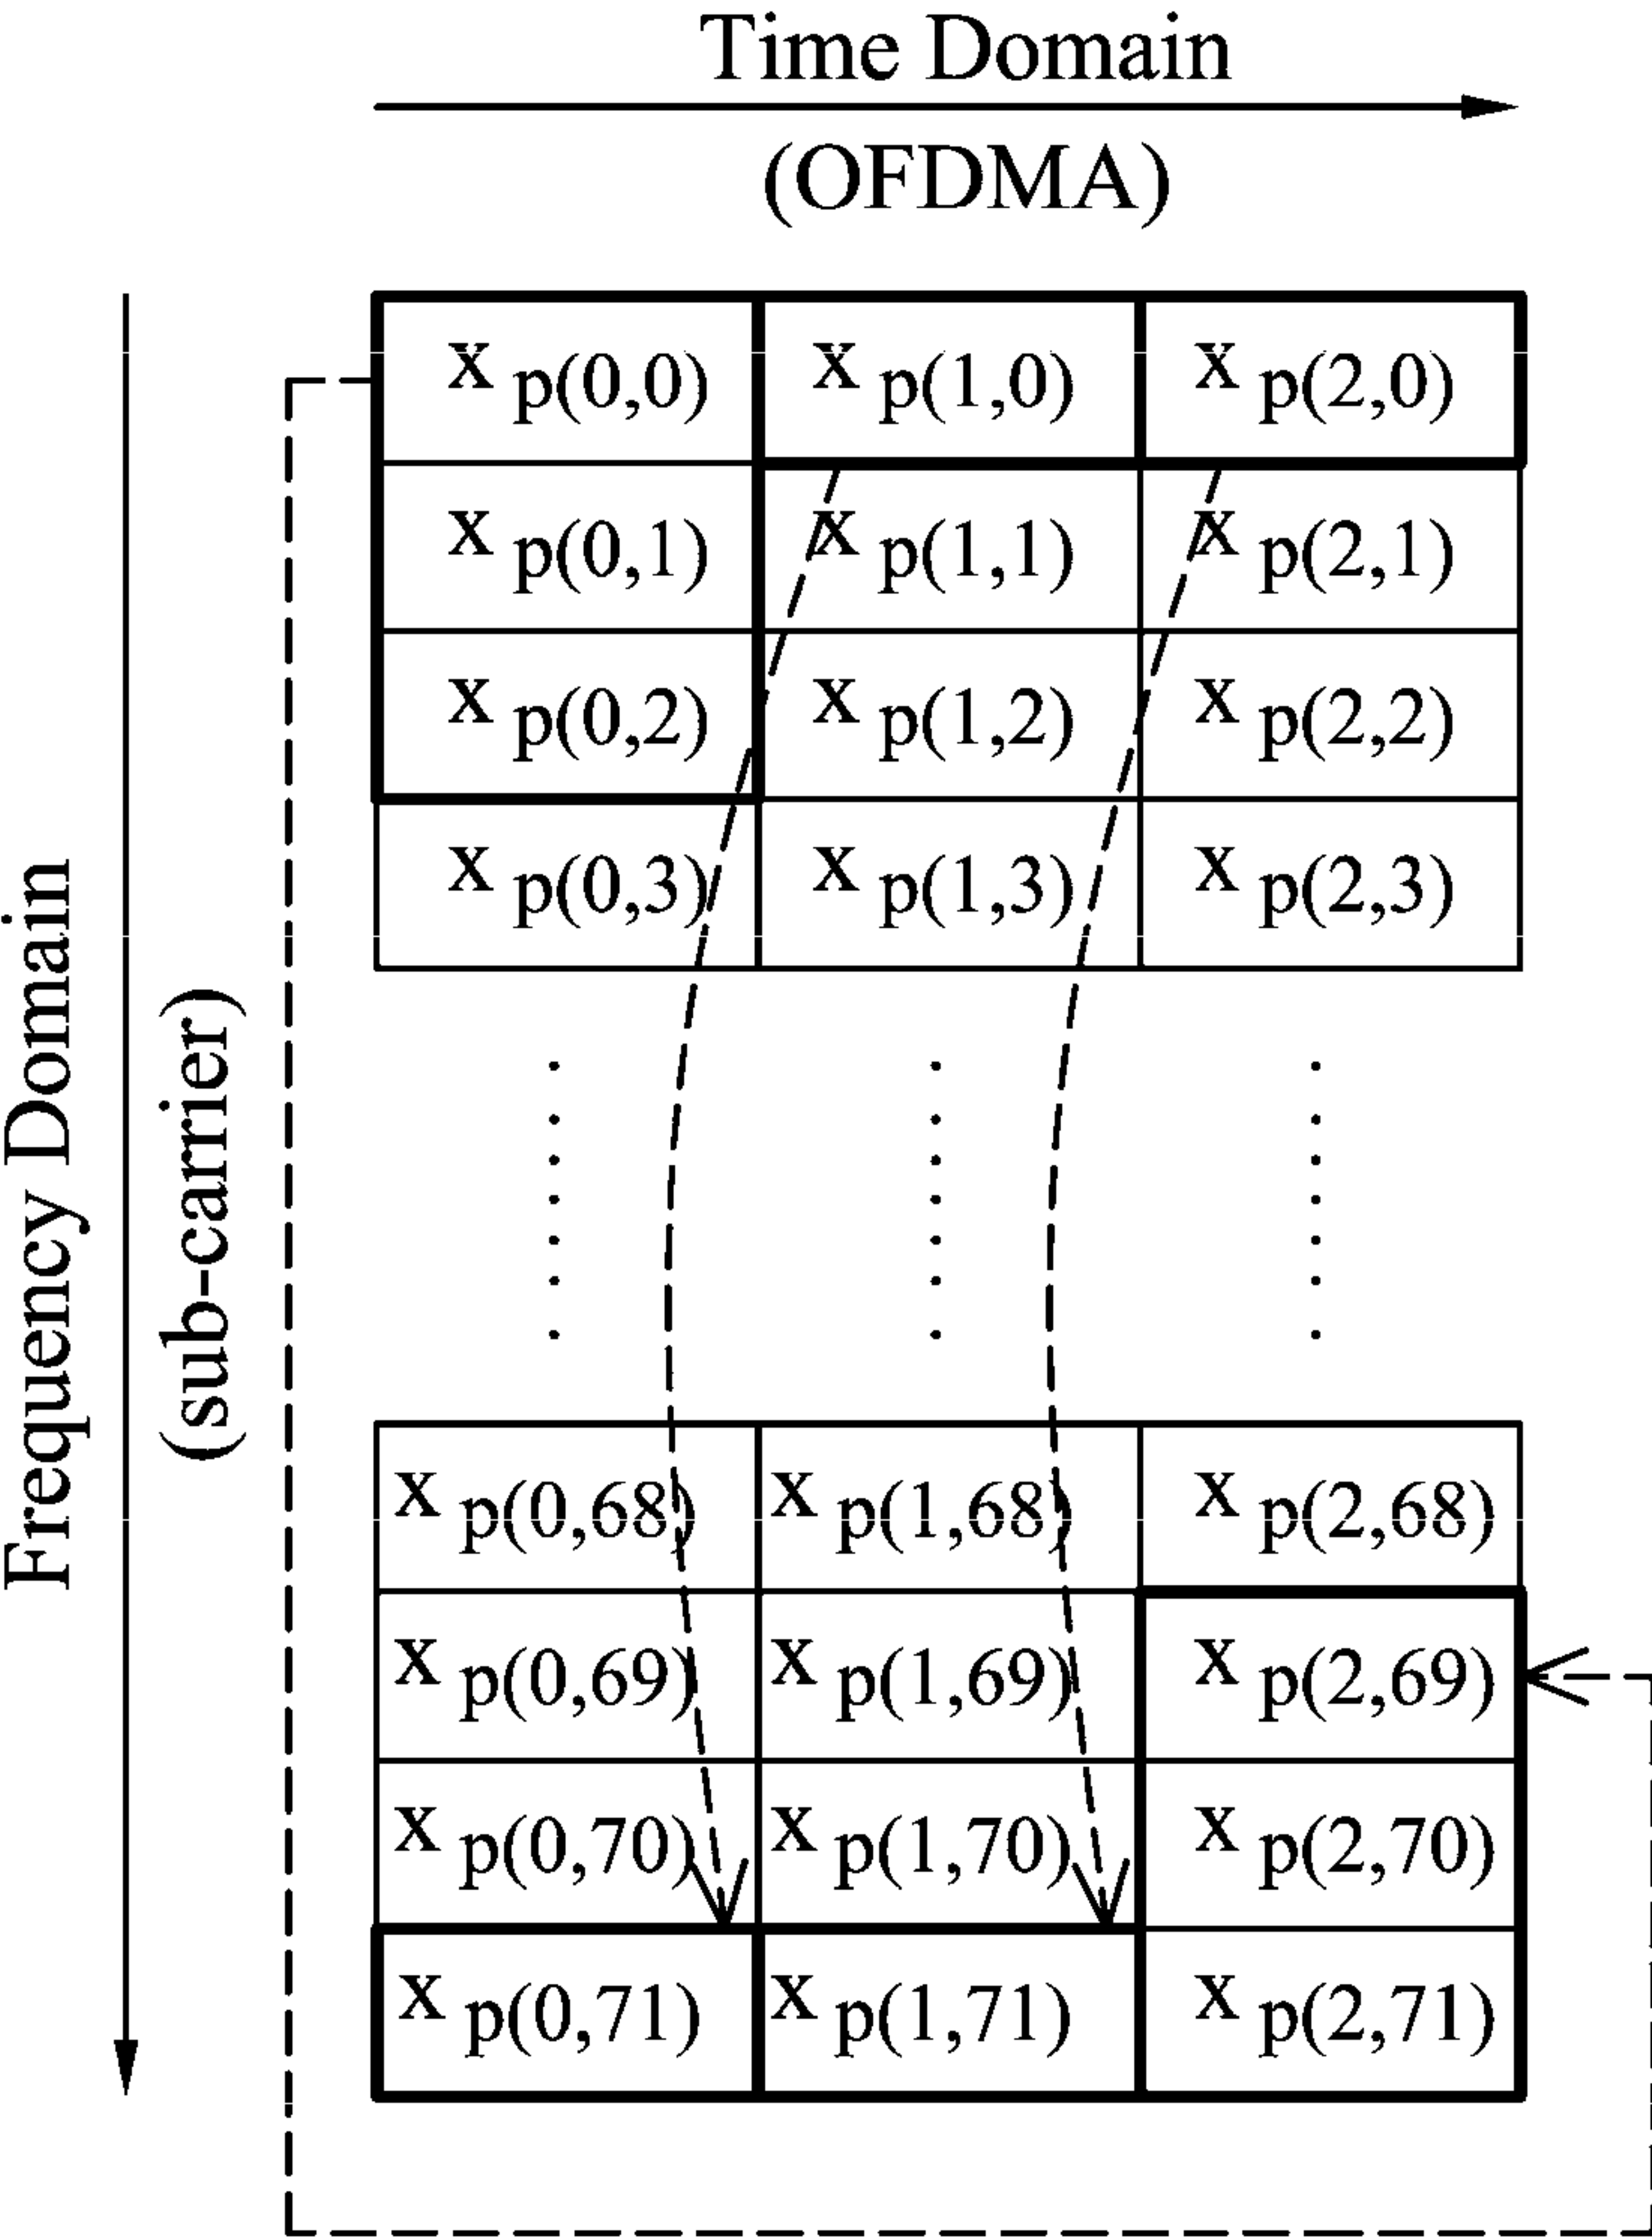 Time Domain
(OFDMA)
Frequency Domain
(sub-carrier)
x p(0,0) x p(1,0) x p(2,0)
x p(0,1) x p(1,1) x p(2,1)
x p(0,2) x p(1,2) x p(2,2)
x p(0,3) x p(1,3) x p(2,3)
x p(0,68) x p(1,68) x p(2,68)
x p(0,69) x p(1,69) x p(2,69)
x p(0,70) x p(1,70) x p(2,70)
x p(0,71) x p(1,71) x p(2,71)